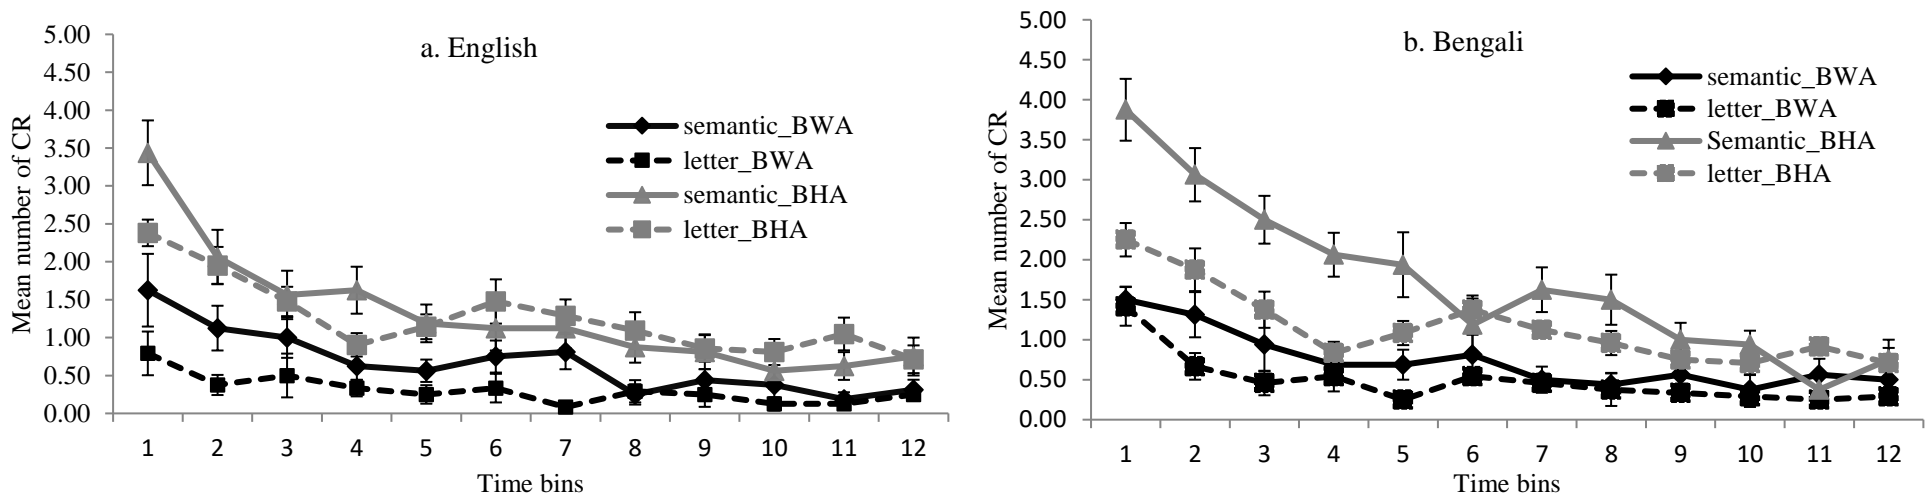 a. English
Mean number of CR
5.00
4.50
4.00
3.50
3.00
2.50
2.00
1.50
1.00
0.50
0.00
semantic_BWA
letter_BWA
semantic_BHA
letter_BHA
1 2 3 4 5 6 7 8 9 10 11 12
Time bins
b. Bengali
Mean number of CR
5.00
4.50
4.00
3.50
3.00
2.50
2.00
1.50
1.00
0.50
0.00
semantic_BWA
letter_BWA
Semantic_BHA
letter_BHA
1 2 3 4 5 6 7 8 9 10 11 12
Time bins